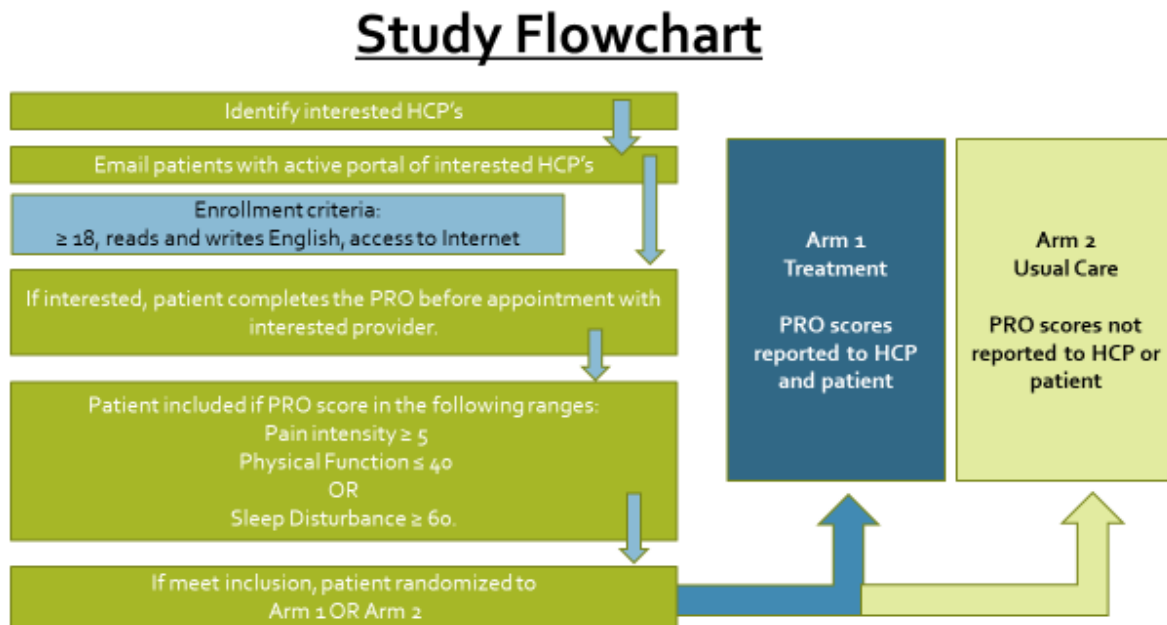 Study Flowchart
Identify interested HCP's
Email patients with active portal of interested HCP's
Enrollment criteria:
≥ 18, reads and writes English, access to Internet
If interested, patient completes the PRO before appointment with
interested provider.
Patient included if PRO score in the following ranges:
Pain intensity ≥ 5
Physical Function ≤ 40
OR
Sleep Disturbance ≥ 60.
If meet inclusion, patient randomized to
Arm 1 OR Arm 2
Arm 1
Treatment
PRO scores
reported to HCP
and patient
Arm 2
Usual Care
PRO scores not
reported to HCP or
patient